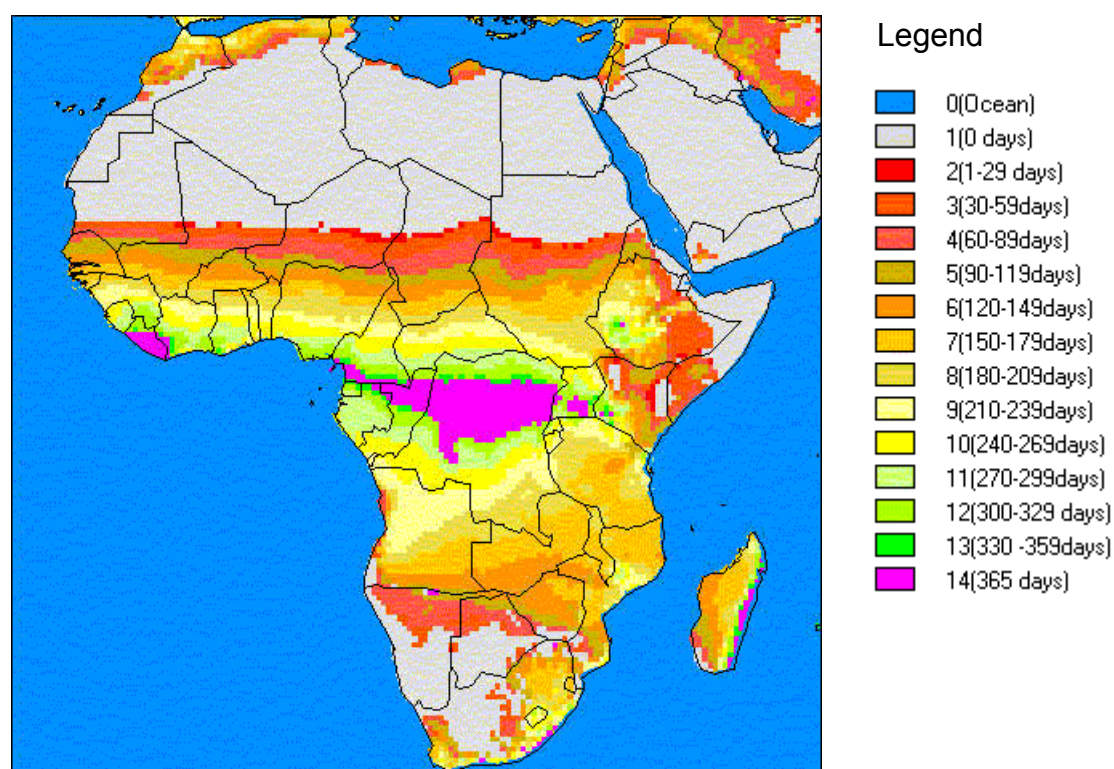 Legend
0(Ocean)
1(0 days)
2(1-29 days)
3(30-59days)
4(60-89days)
5(90-119days)
6(120-149days)
7(150-179days)
8(180-209days)
9(210-239days)
10(240-269days)
11(270-299days)
12(300-329 days)
13(330 -359days)
14(365 days)